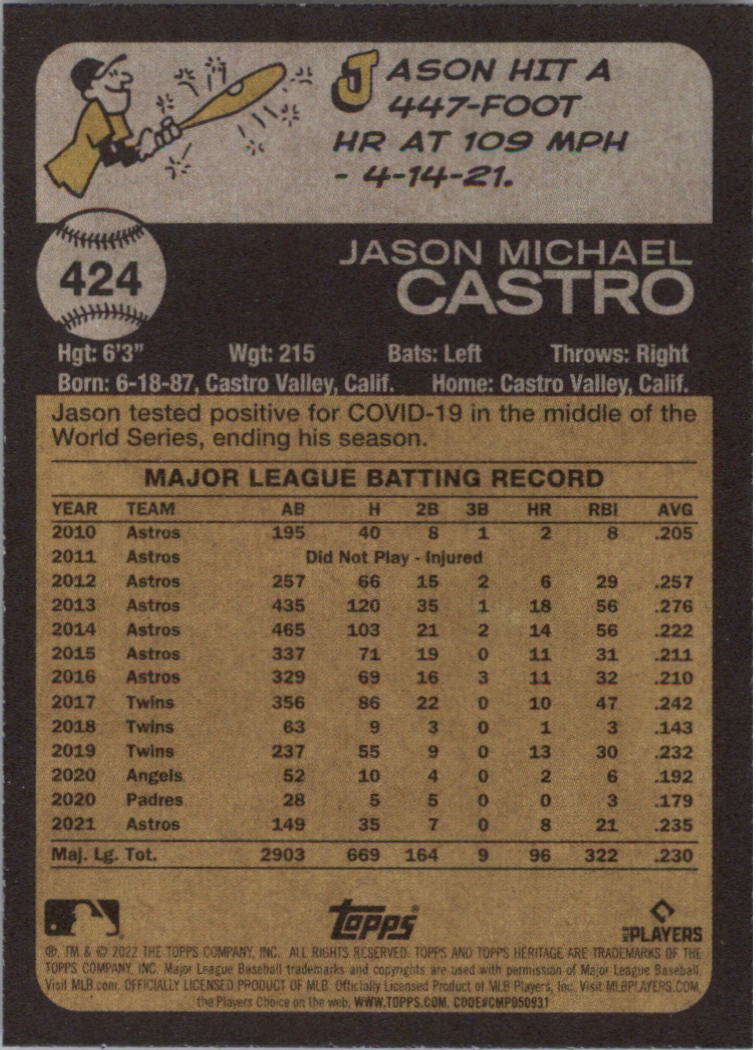 JASON HIT A
447-FOOT
HR AT 109 MPH
- 4-14-21.
424
JASON MICHAEL
CASTRO
Hgt: 6'3" Wgt: 215 Bats: Left Throws: Right
Born: 6-18-87, Castro Valley, Calif. Home: Castro Valley, Calif.
Jason tested positive for COVID-19 in the middle of the
World Series, ending his season.
MAJOR LEAGUE BATTING RECORD
YEAR TEAM AB H 2B 3B HR RBI AVG
2010 Astros 195 40 8 1 2 8 .205
2011 Astros Did Not Play - Injured
2012 Astros 257 66 15 2 6 29 .257
2013 Astros 435 120 35 1 18 56 .276
2014 Astros 465 103 21 2 14 56 .222
2015 Astros 337 71 19 0 11 31 .211
2016 Astros 329 69 16 3 11 32 .210
2017 Twins 356 86 22 0 10 47 .242
2018 Twins 63 9 3 0 1 3 .143
2019 Twins 237 55 9 0 13 30 .232
2020 Angels 52 10 4 0 2 6 .192
2020 Padres 28 5 5 0 0 3 .179
2021 Astros 149 35 7 0 8 21 .235
Maj. Lg. Tot. 2903 669 164 9 96 322 .230
Topps
MLB PLAYERS
®, TM & © 2022 THE TOPPS COMPANY, INC. ALL RIGHTS RESERVED. TOPPS AND TOPPS HERITAGE ARE TRADEMARKS OF THE
TOPPS COMPANY, INC. Major League Baseball trademarks and copyrights are used with permission of Major League Baseball.
Visit MLB.com. OFFICIALLY LICENSED PRODUCT OF MLB. Officially Licensed Product of MLB Players, Inc. Visit MLBPLAYERS.COM,
the Players Choice on the web. WWW.TOPPS.COM. CODE#CMP050931